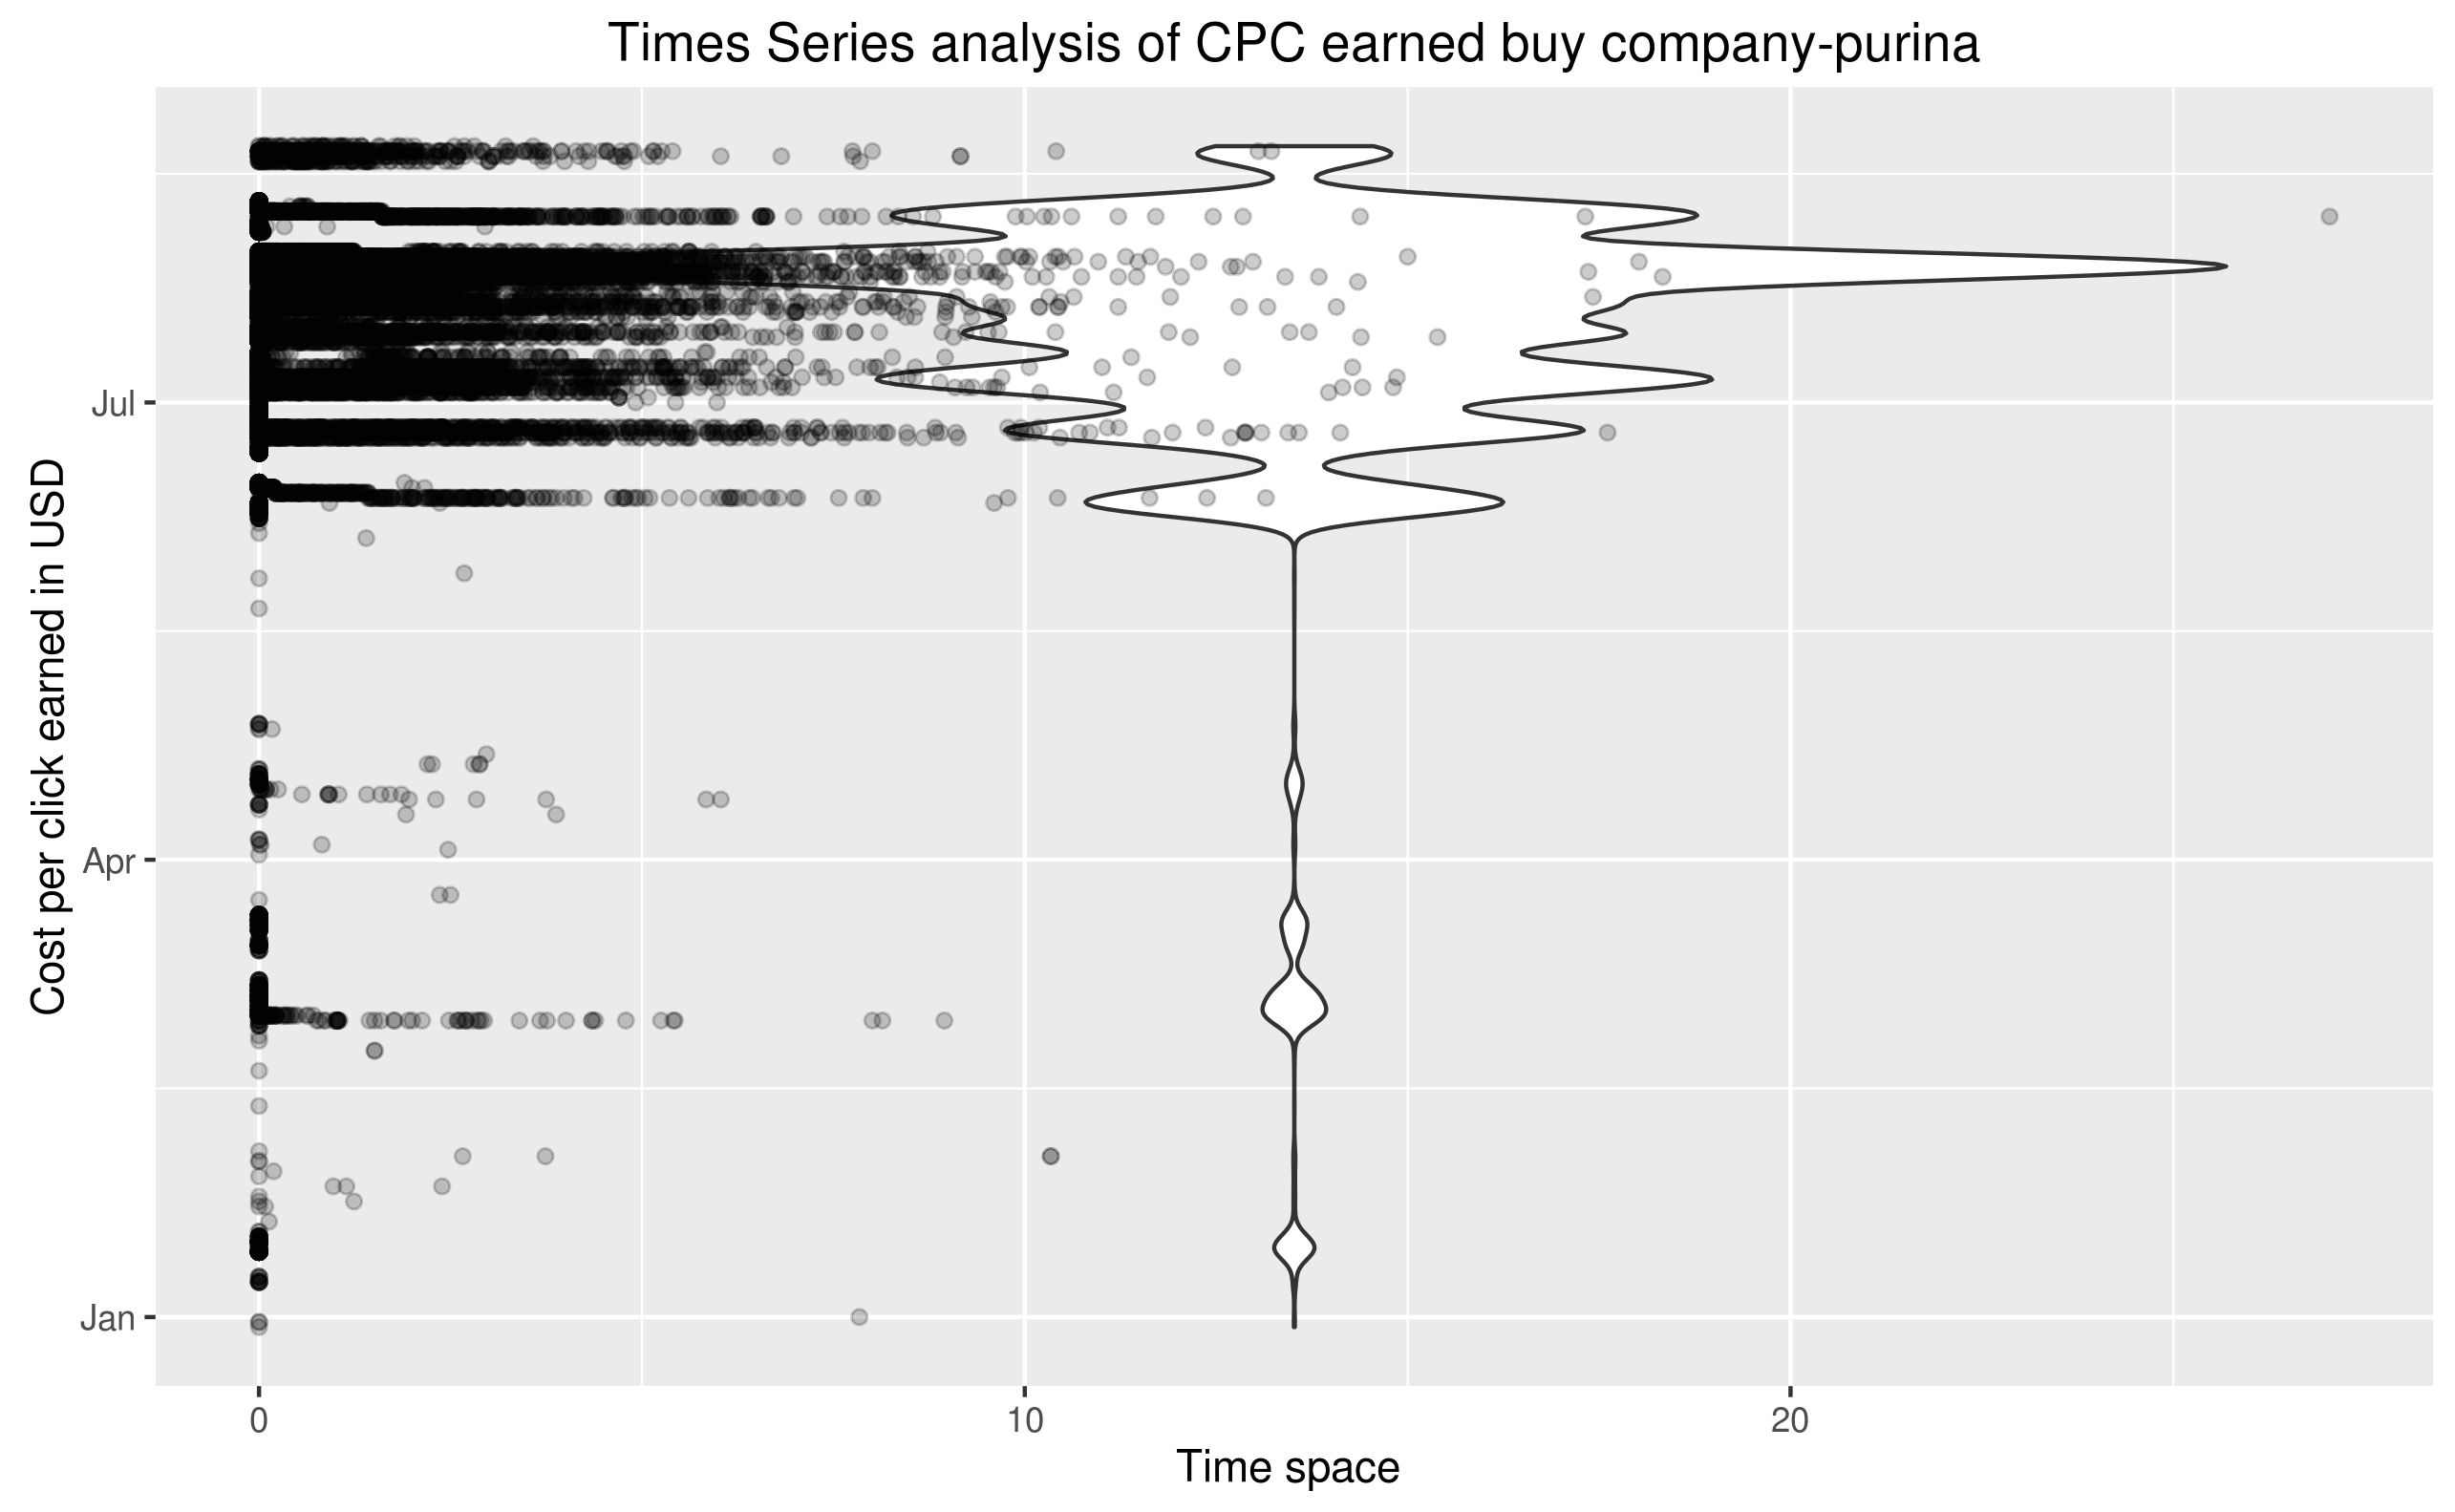 Times Series analysis of CPC earned buy company-purina
Cost per click earned in USD
Jul
Apr
Jan
0
10
20
Time space